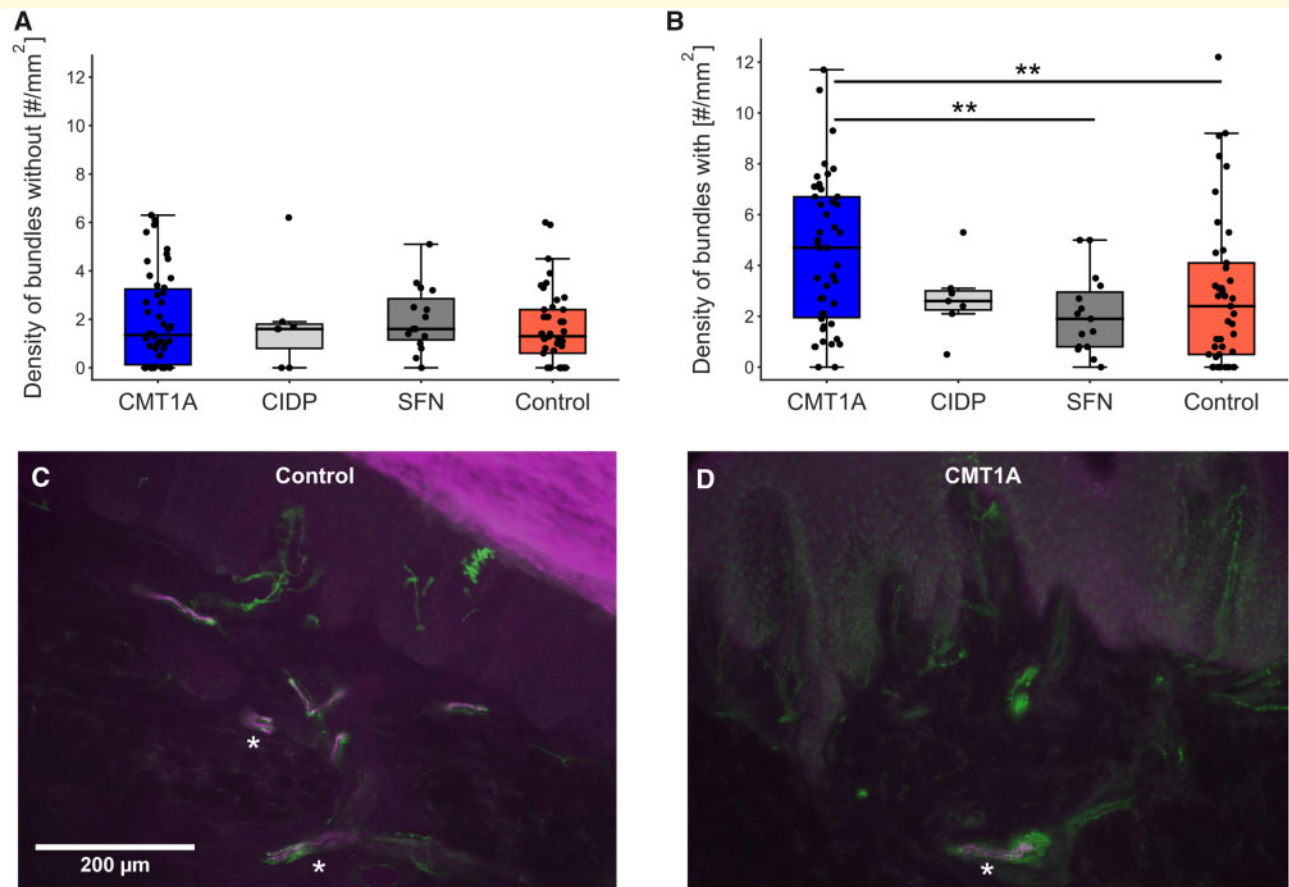 A
Density of bundles without [#/mm²]
12
10
8
6
4
2
0
CMT1A CIDP SFN Control
B
Density of bundles with [#/mm²]
12
10
8
6
4
2
0
**
**
CMT1A CIDP SFN Control
C Control
*
*
200 µm
D CMT1A
*